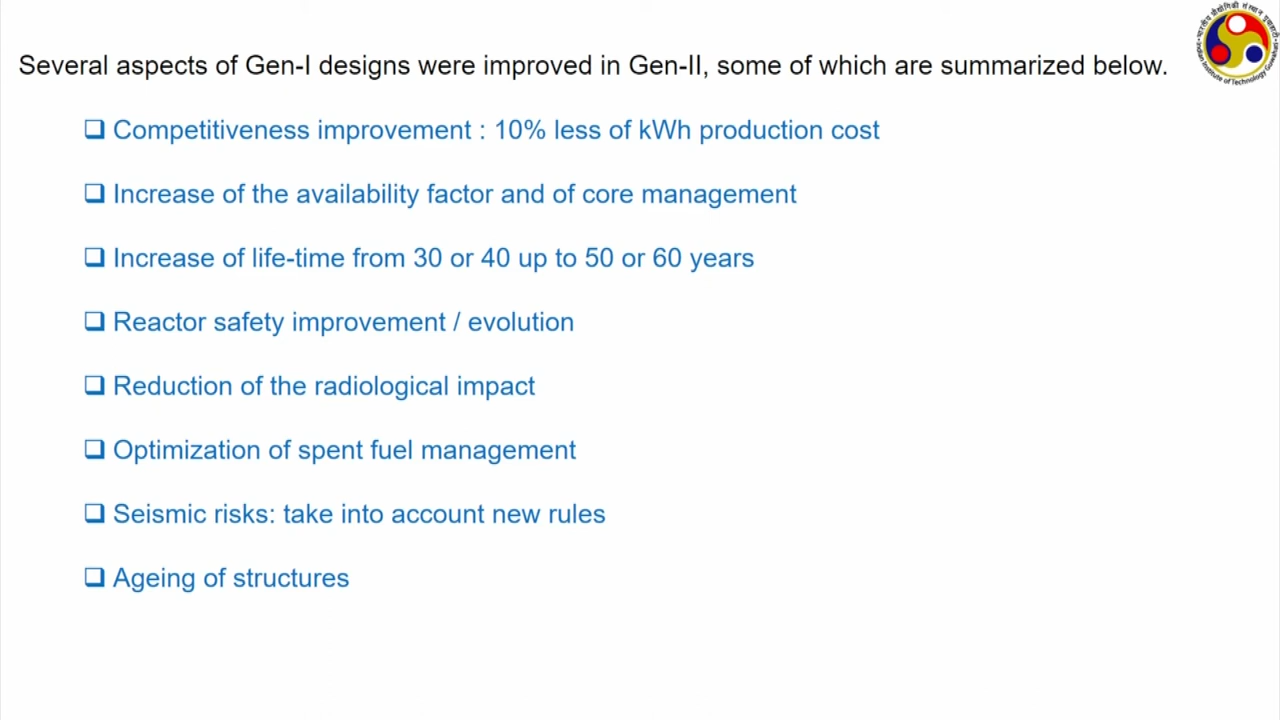 Several aspects of Gen-I designs were improved in Gen-II, some of which are summarized below.
Competitiveness improvement : 10% less of kWh production cost
Increase of the availability factor and of core management
Increase of life-time from 30 or 40 up to 50 or 60 years
Reactor safety improvement / evolution
Reduction of the radiological impact
Optimization of spent fuel management
Seismic risks: take into account new rules
Ageing of structures
Institute of Technology